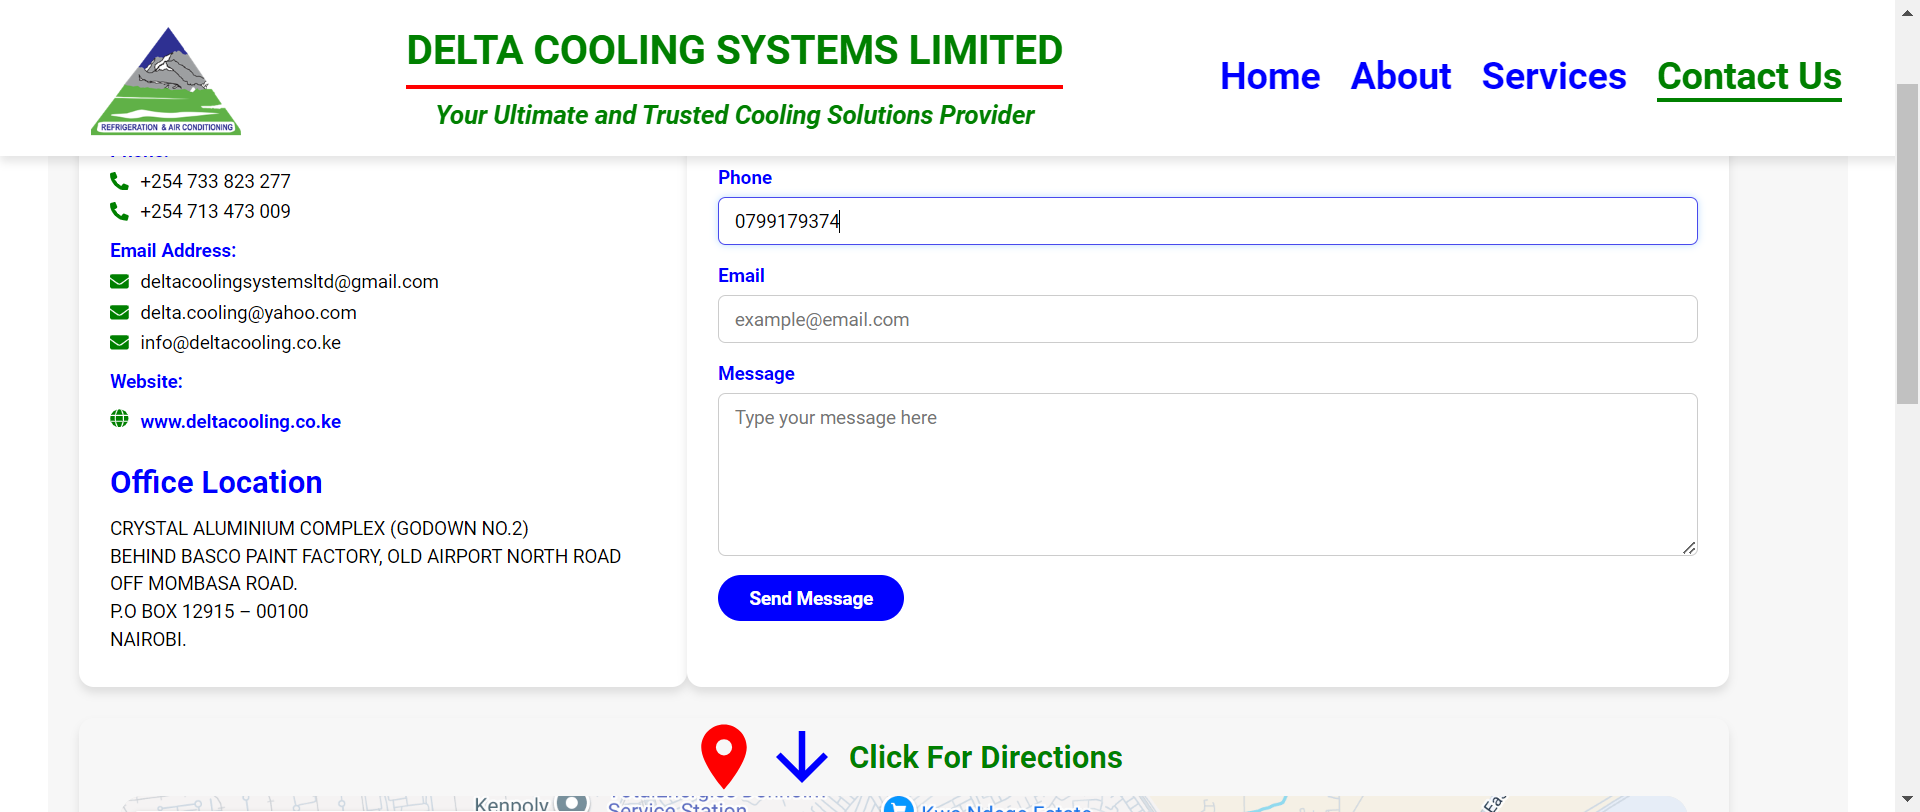 REFRIGERATION & AIR CONDITIONING
DELTA COOLING SYSTEMS LIMITED
Your Ultimate and Trusted Cooling Solutions Provider
Home
About
Services
Contact Us
+254 733 823 277
+254 713 473 009
Email Address:
deltacoolingsystemsltd@gmail.com
delta.cooling@yahoo.com
info@deltacooling.co.ke
Website:
www.deltacooling.co.ke
Office Location
CRYSTAL ALUMINIUM COMPLEX (GODOWN NO.2)
BEHIND BASCO PAINT FACTORY, OLD AIRPORT NORTH ROAD
OFF MOMBASA ROAD.
P.O BOX 12915 – 00100
NAIROBI.
Phone
0799179374
Email
example@email.com
Message
Type your message here
Send Message
Click For Directions
Kenpoly
Service Station
Kwa Ndege Estate